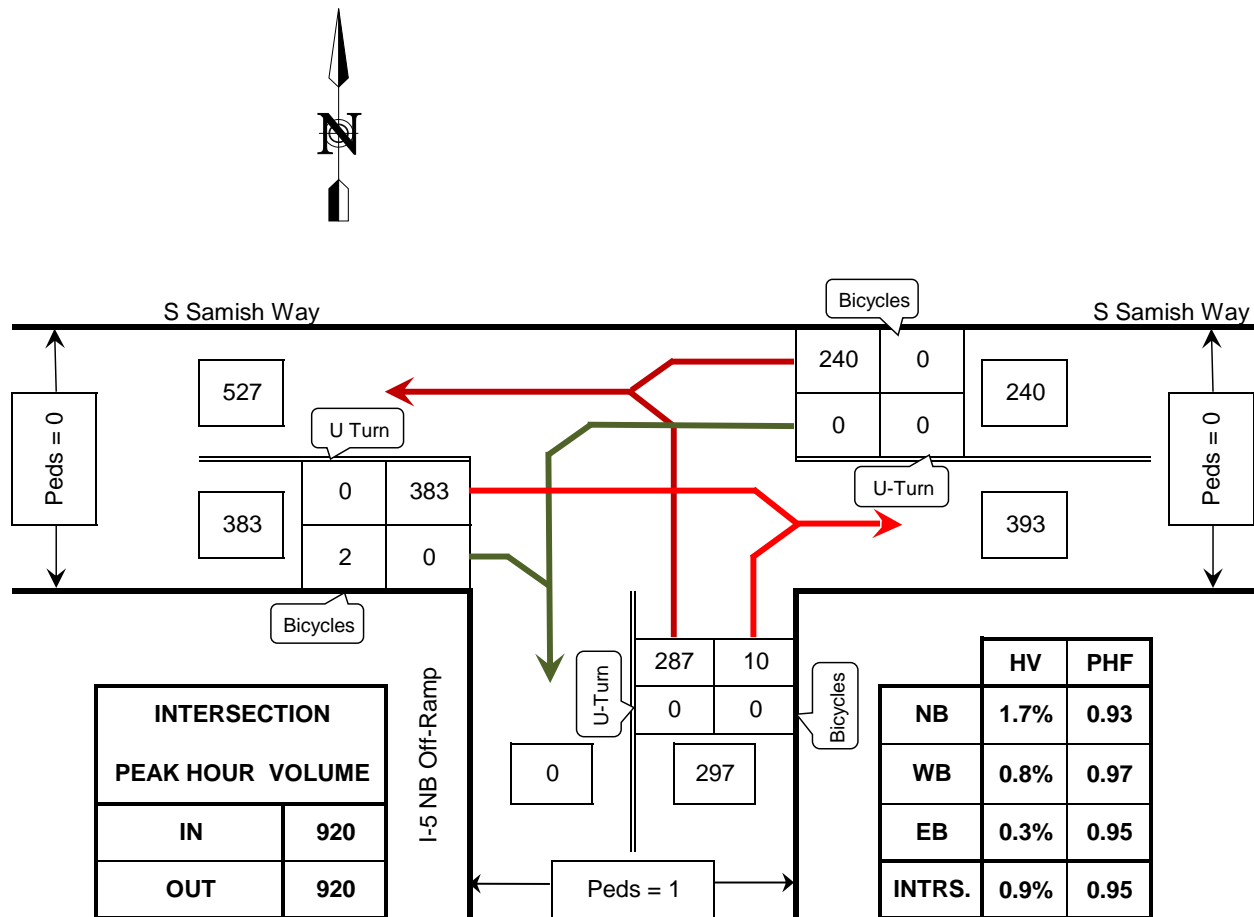 N
Bicycles
S Samish Way
S Samish Way
240 0
527
240
Peds = 0
Peds = 0
0 0
U Turn
U-Turn
0 383
383
393
2 0
Bicycles
287 10
U-Turn
0 0
Bicycles
0
297
I-5 NB Off-Ramp
Peds = 1
INTERSECTION
PEAK HOUR VOLUME
IN 920
OUT 920
HV PHF
NB 1.7% 0.93
WB 0.8% 0.97
EB 0.3% 0.95
INTRS. 0.9% 0.95